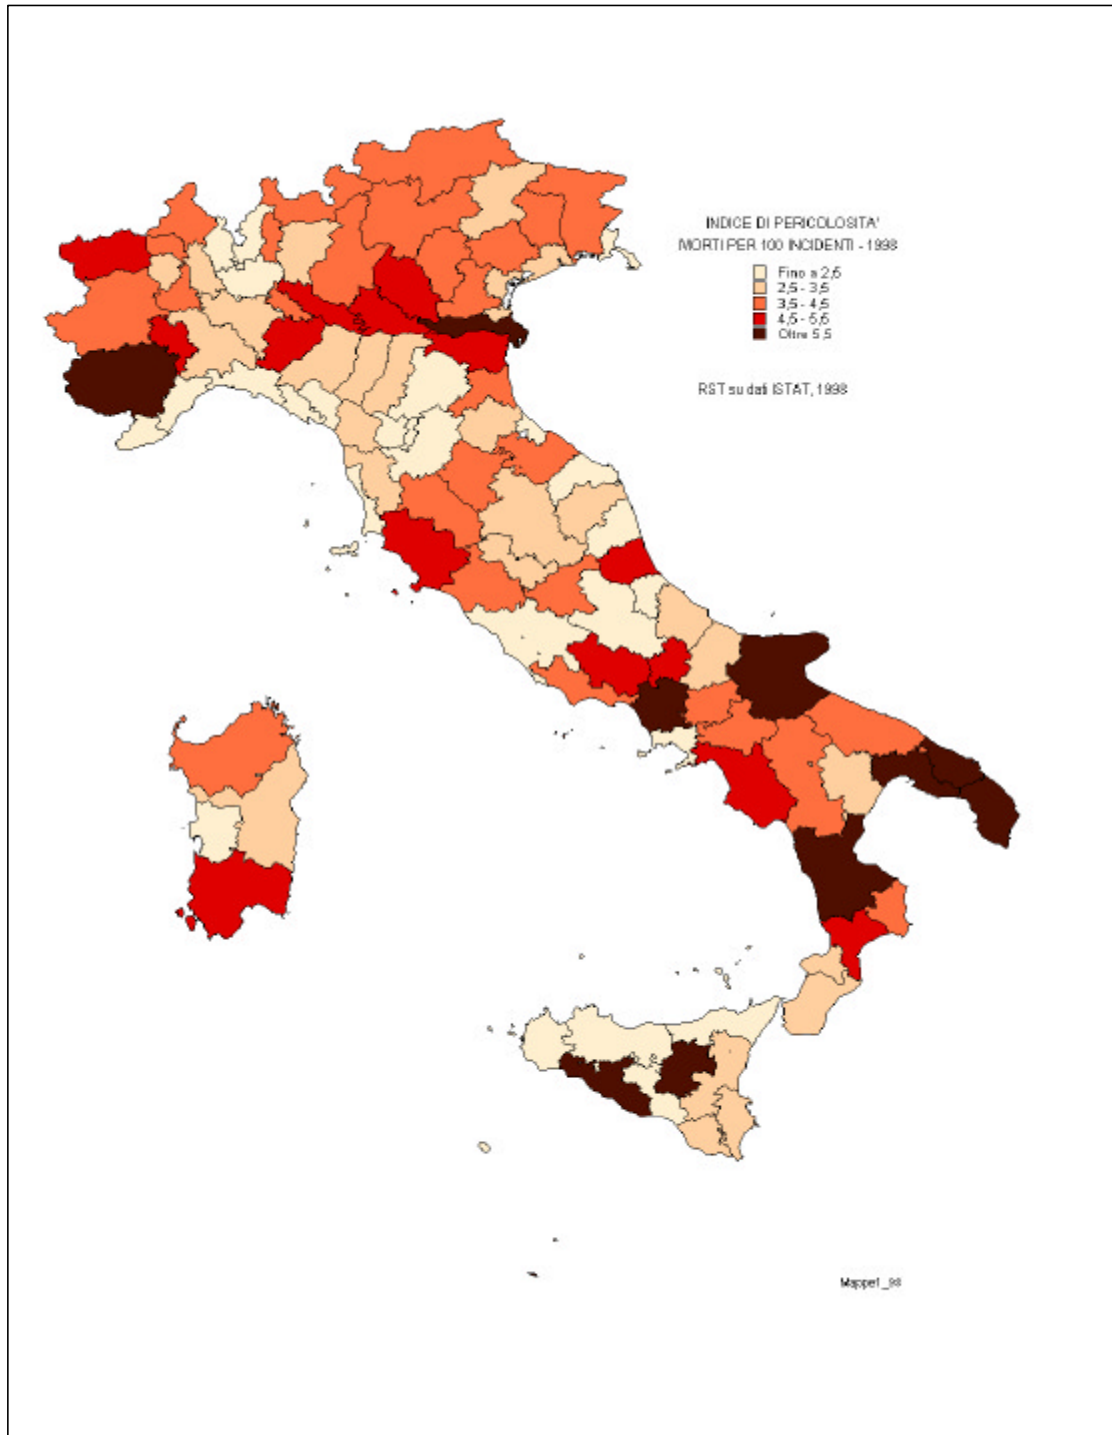 INDICE DI PERICOLOSITA'
MORTI PER 100 INCIDENTI - 1998
Fino a 2,5
2,5 - 3,5
3,5 - 4,5
4,5 - 5,5
Oltre 5,5
RST su dati ISTAT, 1998
Mappe1_98